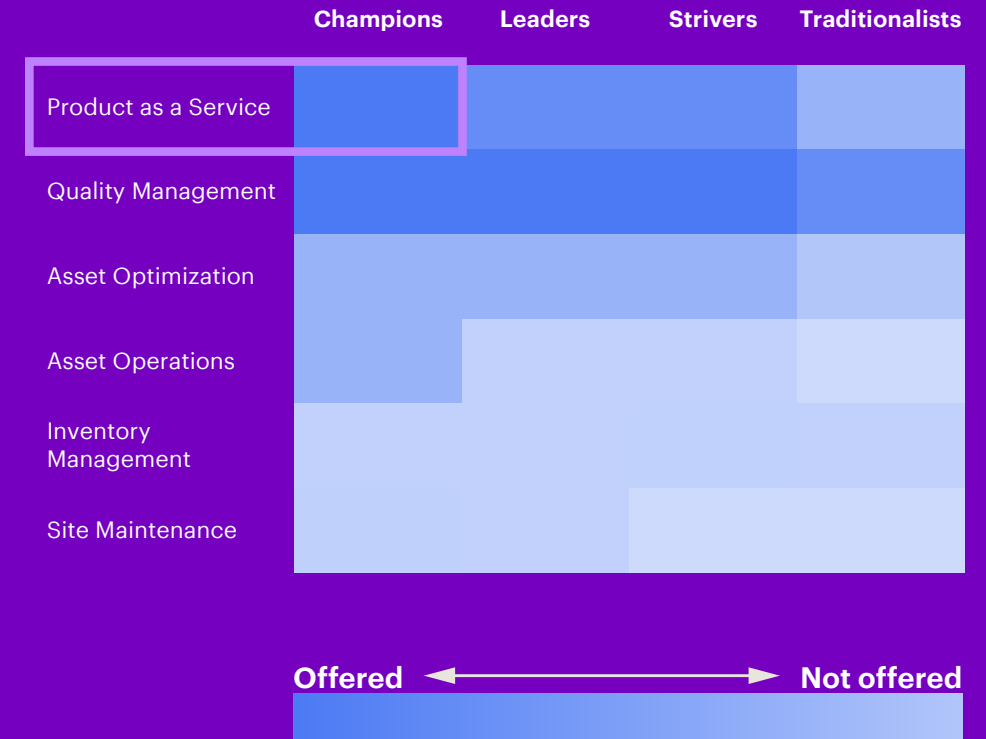 Champions Leaders Strivers Traditionalists
Product as a Service
Quality Management
Asset Optimization
Asset Operations
Inventory
Management
Site Maintenance
Offered Not offered